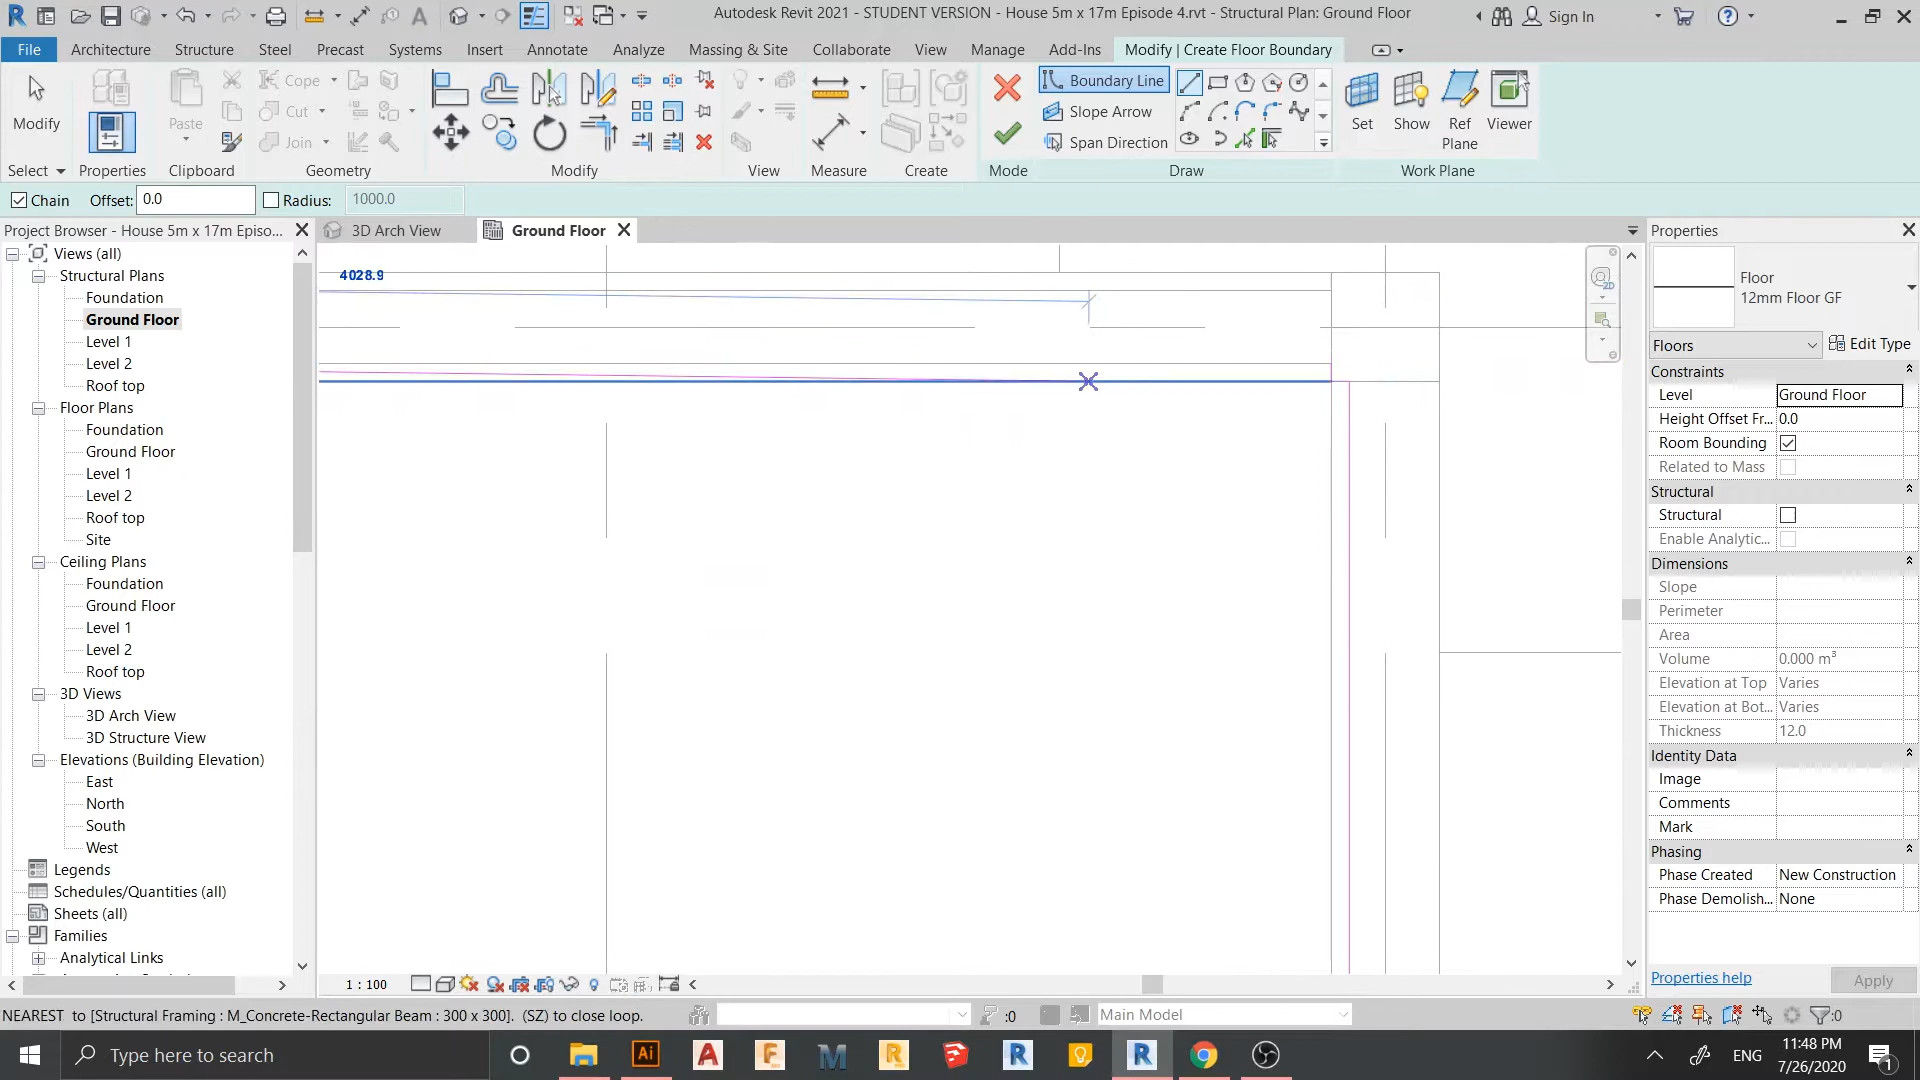 Autodesk Revit 2021 - STUDENT VERSION - House 5m x 17m Episode 4.rvt - Structural Plan: Ground Floor
Sign In
File
Architecture
Structure
Steel
Precast
Systems
Insert
Annotate
Analyze
Massing & Site
Collaborate
View
Manage
Add-Ins
Modify | Create Floor Boundary
Modify
Paste
Cope
Cut
Join
Boundary Line
Slope Arrow
Span Direction
Set
Show
Ref
Plane
Viewer
Select
Properties
Clipboard
Geometry
Modify
View
Measure
Create
Mode
Draw
Work Plane
Chain
Offset:
0.0
Radius:
1000.0
Project Browser - House 5m x 17m Episo...
3D Arch View
Ground Floor
Properties
Views (all)
Structural Plans
Foundation
Ground Floor
Level 1
Level 2
Roof top
Floor Plans
Foundation
Ground Floor
Level 1
Level 2
Roof top
Site
Ceiling Plans
Foundation
Ground Floor
Level 1
Level 2
Roof top
3D Views
3D Arch View
3D Structure View
Elevations (Building Elevation)
East
North
South
West
Legends
Schedules/Quantities (all)
Sheets (all)
Families
Analytical Links
4028.9
2D
Floor
12mm Floor GF
Floors
Edit Type
Constraints
Level Ground Floor
Height Offset Fr... 0.0
Room Bounding
Related to Mass
Structural
Structural
Enable Analytic...
Dimensions
Slope
Perimeter
Area
Volume 0.000 m³
Elevation at Top Varies
Elevation at Bot... Varies
Thickness 12.0
Identity Data
Image
Comments
Mark
Phasing
Phase Created New Construction
Phase Demolish... None
Properties help
Apply
1 : 100
NEAREST to [Structural Framing : M_Concrete-Rectangular Beam : 300 x 300]. (SZ) to close loop.
:0
Main Model
:0
Type here to search
Ai
ENG
11:48 PM
7/26/2020
1